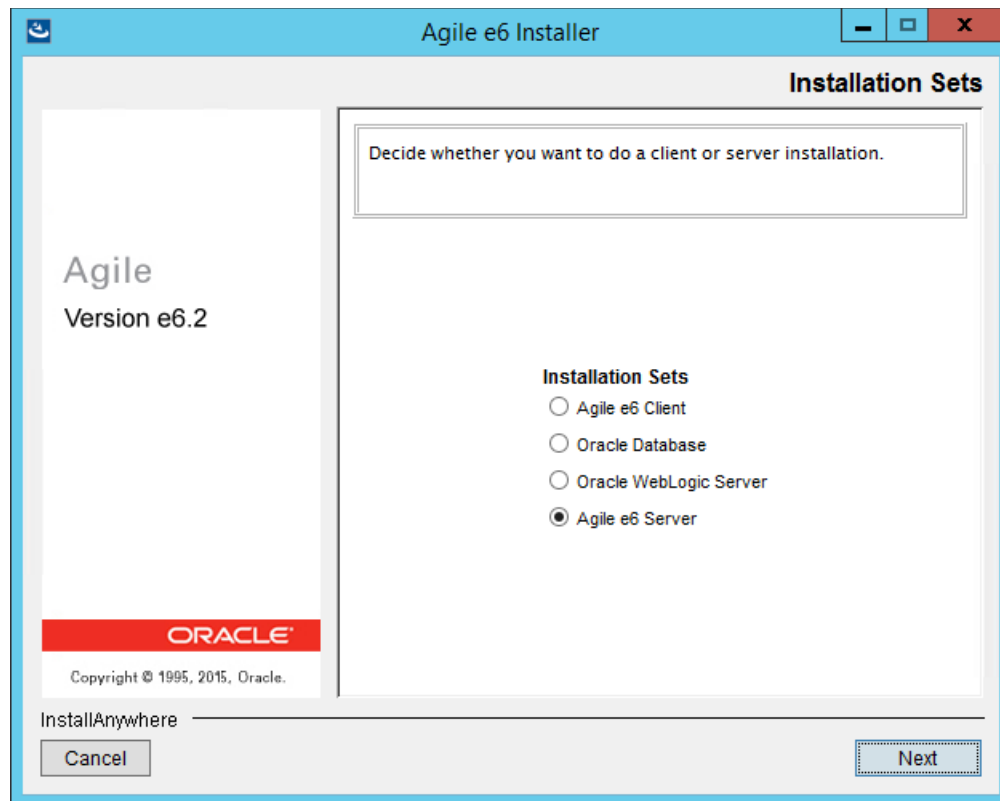 Agile e6 Installer
Installation Sets
Decide whether you want to do a client or server installation.
Agile
Version e6.2
Installation Sets
Agile e6 Client
Oracle Database
Oracle WebLogic Server
Agile e6 Server
ORACLE
Copyright © 1995, 2015, Oracle.
InstallAnywhere
Cancel
Next